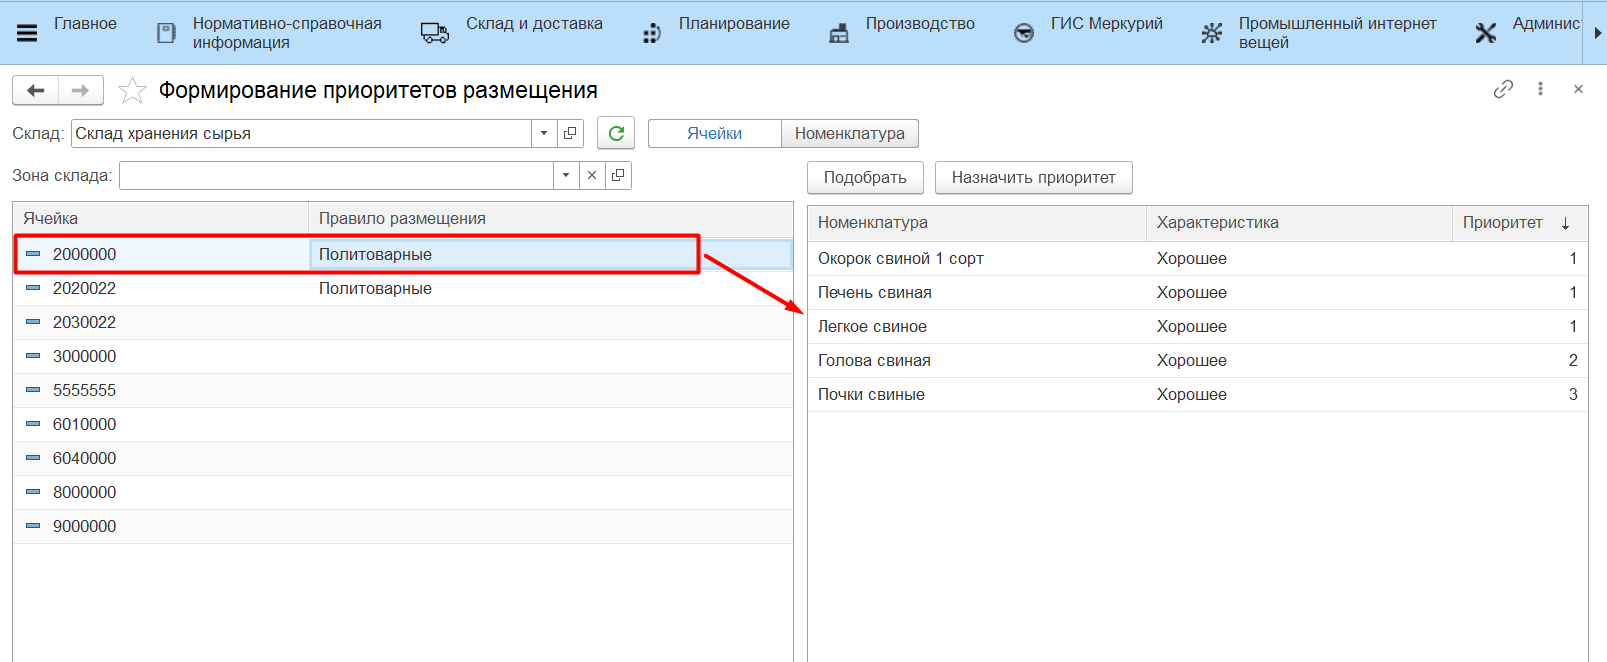 Главное
Нормативно-справочная
информация
Склад и доставка
Планирование
Производство
ГИС Меркурий
Промышленный интернет
вещей
Админис
Формирование приоритетов размещения
Склад: Склад хранения сырья
Ячейки Номенклатура
Зона склада:
Подобрать Назначить приоритет
Ячейка Правило размещения
2000000 Политоварные
2020022 Политоварные
2030022
3000000
5555555
6010000
6040000
8000000
9000000
Номенклатура Характеристика Приоритет ↓
Окорок свиной 1 сорт Хорошее 1
Печень свиная Хорошее 1
Легкое свиное Хорошее 1
Голова свиная Хорошее 2
Почки свиные Хорошее 3